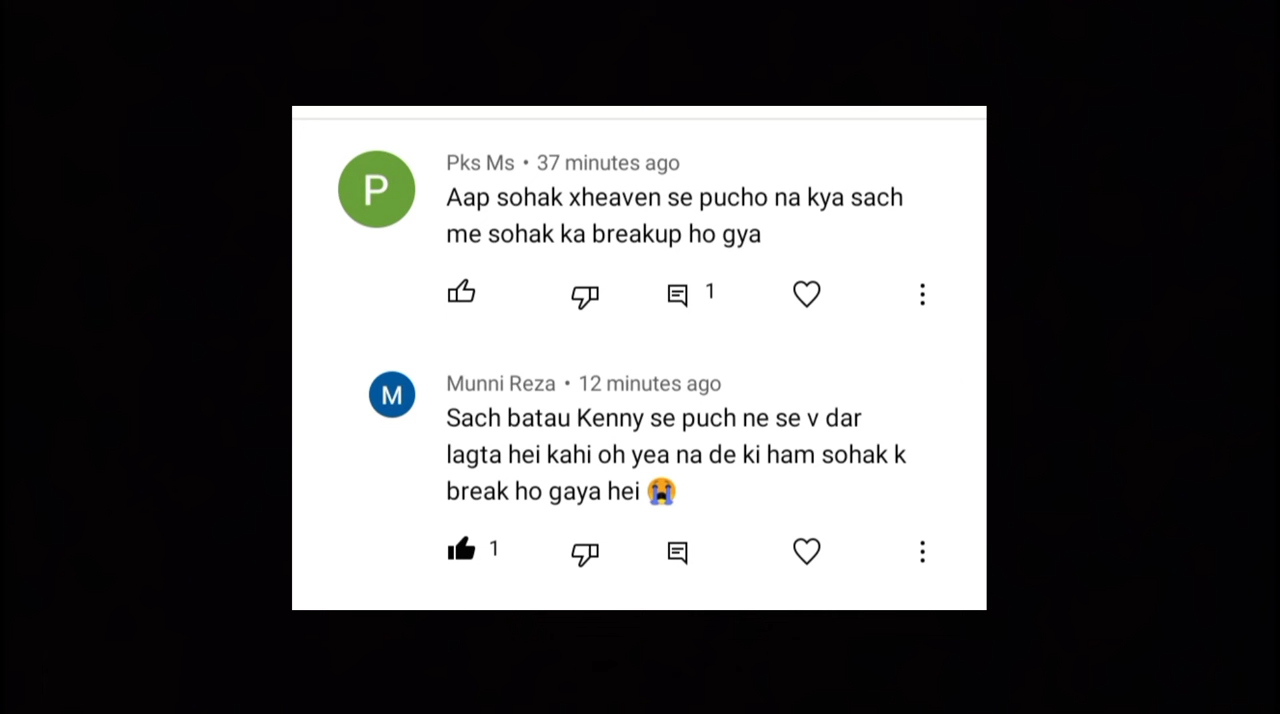 P
Pks Ms • 37 minutes ago
Aap sohak xheaven se pucho na kya sach
me sohak ka breakup ho gya
1
M
Munni Reza • 12 minutes ago
Sach batau Kenny se puch ne se v dar
lagta hei kahi oh yea na de ki ham sohak k
break ho gaya hei 😭
1